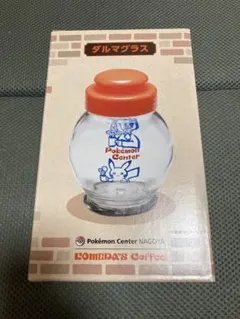 ダルマグラス
Pokémon
Center
Pokémon Center NAGOYA
KOMEDA'S Coffee